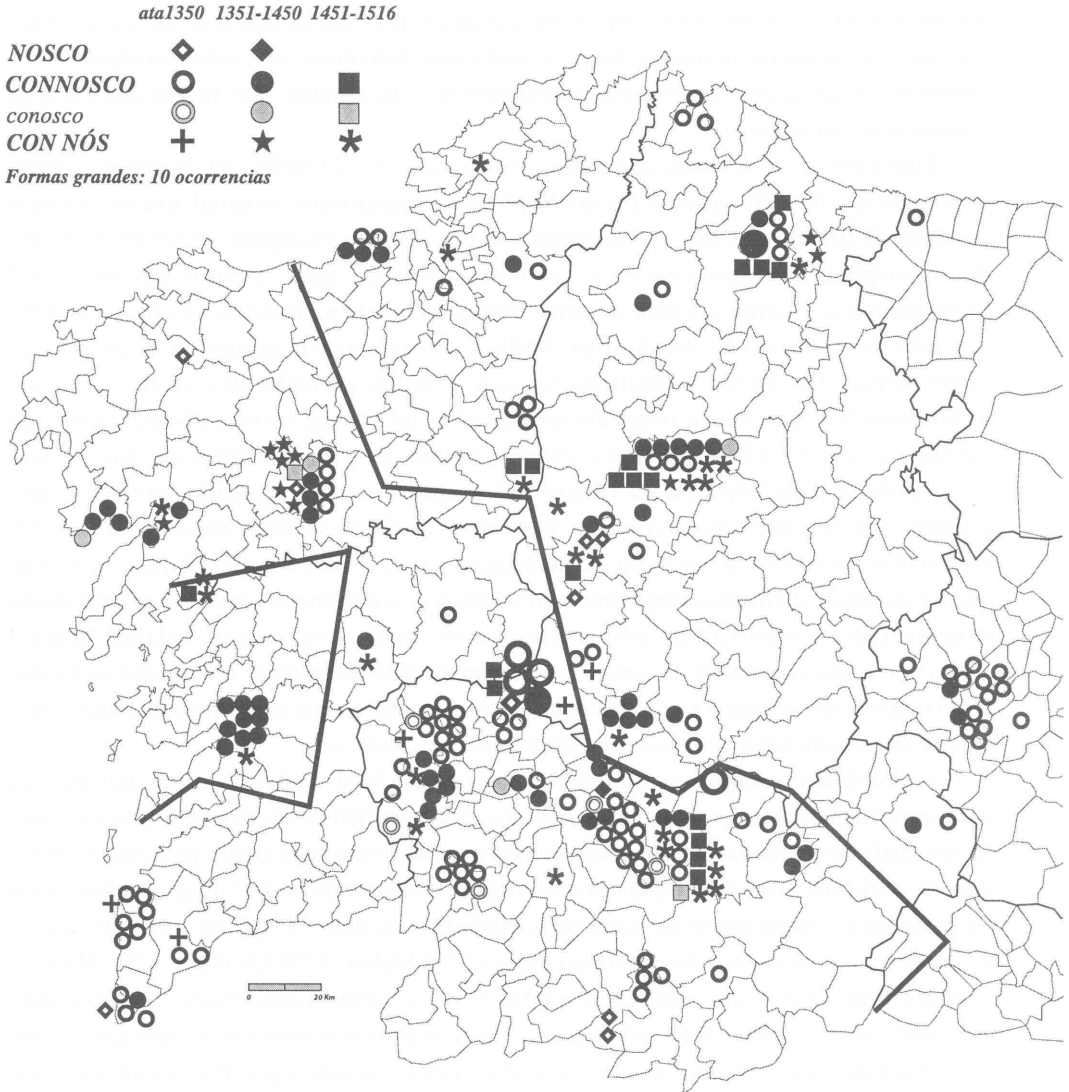 ata1350 1351-1450 1451-1516
NOSCO
CONNOSCO
conosco
CON NÓS
Formas grandes: 10 ocorrencias
0 20 Km